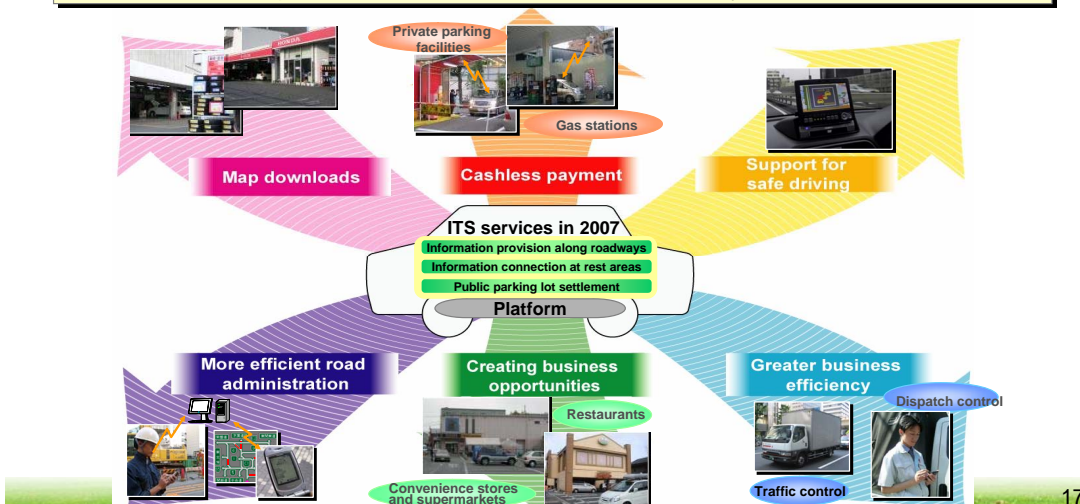 HONDA
Private parking
facilities
Gas stations
Map downloads
Cashless payment
Support for
safe driving
ITS services in 2007
Information provision along roadways
Information connection at rest areas
Public parking lot settlement
Platform
More efficient road
administration
Creating business
opportunities
Greater business
efficiency
Restaurants
Dispatch control
Convenience stores
and supermarkets
Traffic control
17